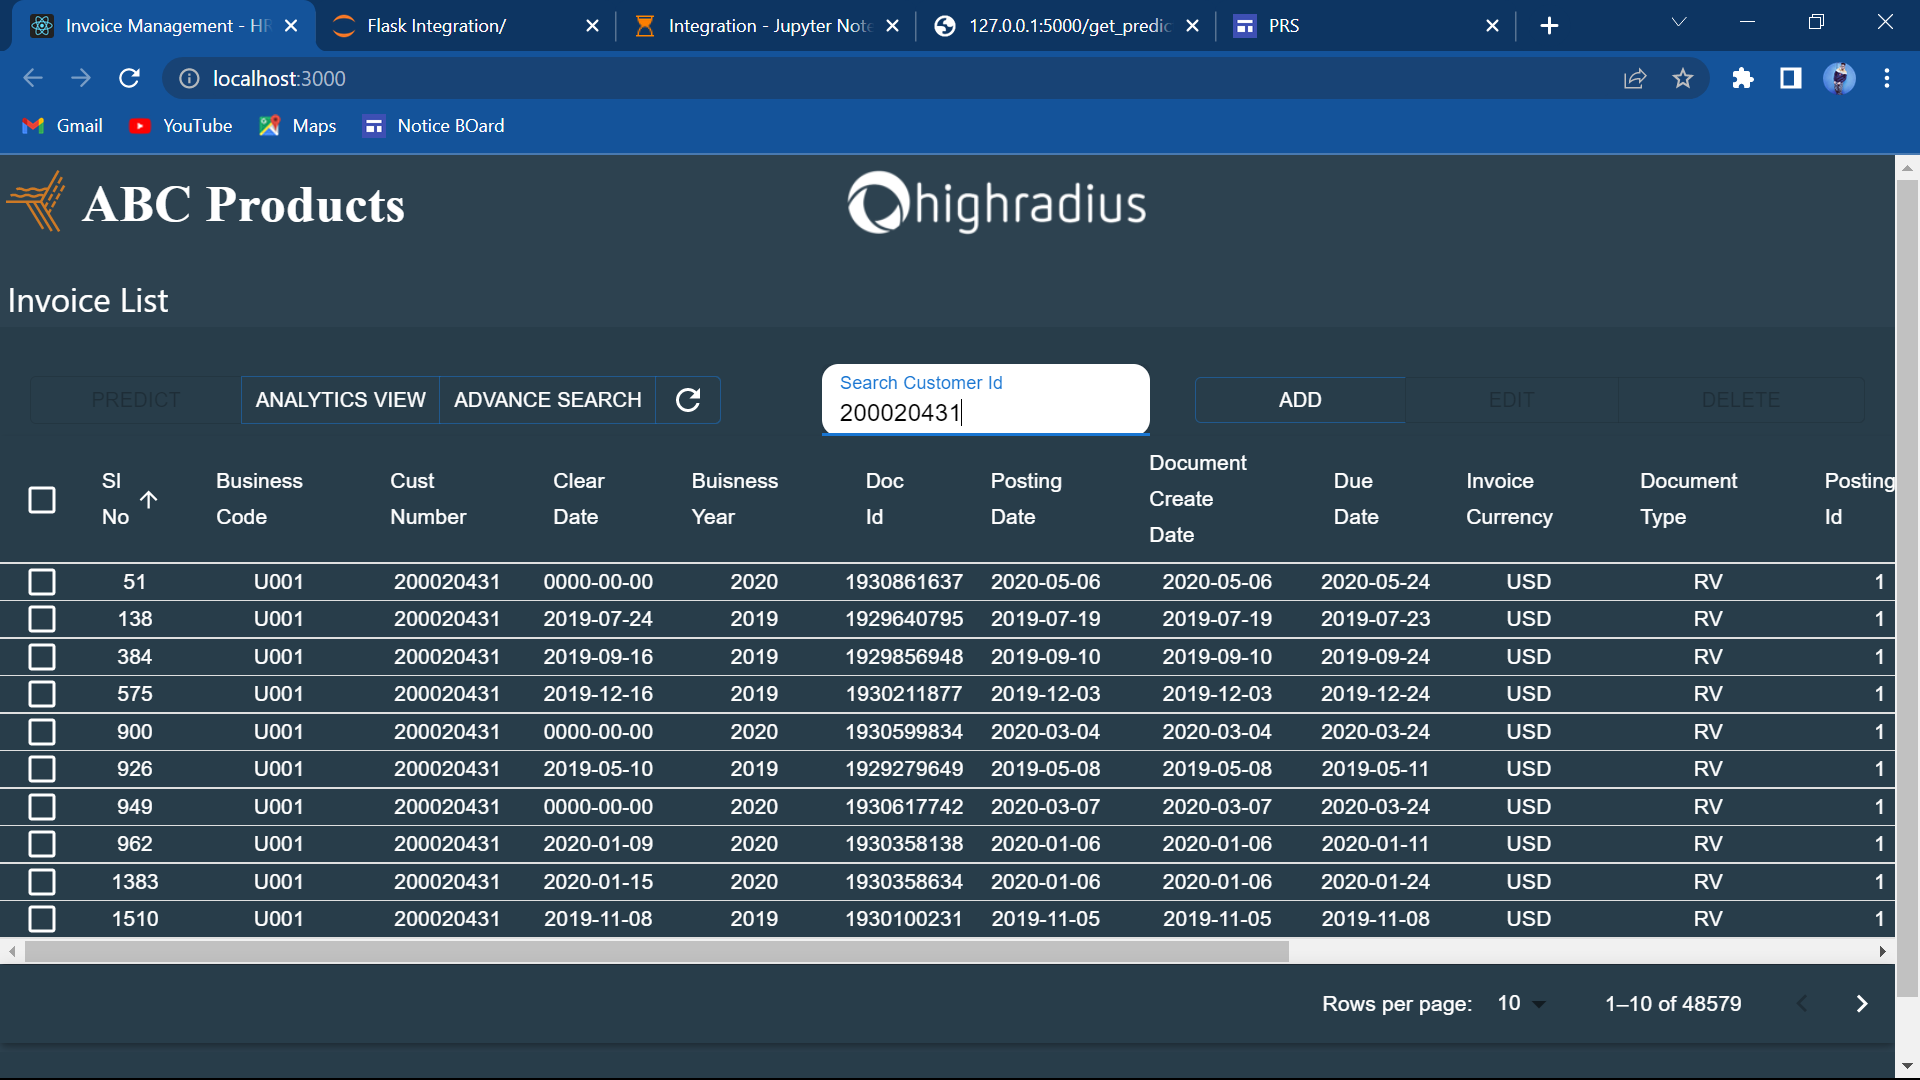 Invoice Management - HR
Flask Integration/
Integration - Jupyter Note
127.0.0.1:5000/get_predic
PRS
localhost:3000
Gmail
YouTube
Maps
Notice BOard
ABC Products
highradius
Invoice List
PREDICT
ANALYTICS VIEW
ADVANCE SEARCH
Search Customer Id
200020431
ADD
EDIT
DELETE
Sl No
Business Code
Cust Number
Clear Date
Buisness Year
Doc Id
Posting Date
Document Create Date
Due Date
Invoice Currency
Document Type
Posting Id
51 U001 200020431 0000-00-00 2020 1930861637 2020-05-06 2020-05-06 2020-05-24 USD RV 1
138 U001 200020431 2019-07-24 2019 1929640795 2019-07-19 2019-07-19 2019-07-23 USD RV 1
384 U001 200020431 2019-09-16 2019 1929856948 2019-09-10 2019-09-10 2019-09-24 USD RV 1
575 U001 200020431 2019-12-16 2019 1930211877 2019-12-03 2019-12-03 2019-12-24 USD RV 1
900 U001 200020431 0000-00-00 2020 1930599834 2020-03-04 2020-03-04 2020-03-24 USD RV 1
926 U001 200020431 2019-05-10 2019 1929279649 2019-05-08 2019-05-08 2019-05-11 USD RV 1
949 U001 200020431 0000-00-00 2020 1930617742 2020-03-07 2020-03-07 2020-03-24 USD RV 1
962 U001 200020431 2020-01-09 2020 1930358138 2020-01-06 2020-01-06 2020-01-11 USD RV 1
1383 U001 200020431 2020-01-15 2020 1930358634 2020-01-06 2020-01-06 2020-01-24 USD RV 1
1510 U001 200020431 2019-11-08 2019 1930100231 2019-11-05 2019-11-05 2019-11-08 USD RV 1
Rows per page: 10 1–10 of 48579